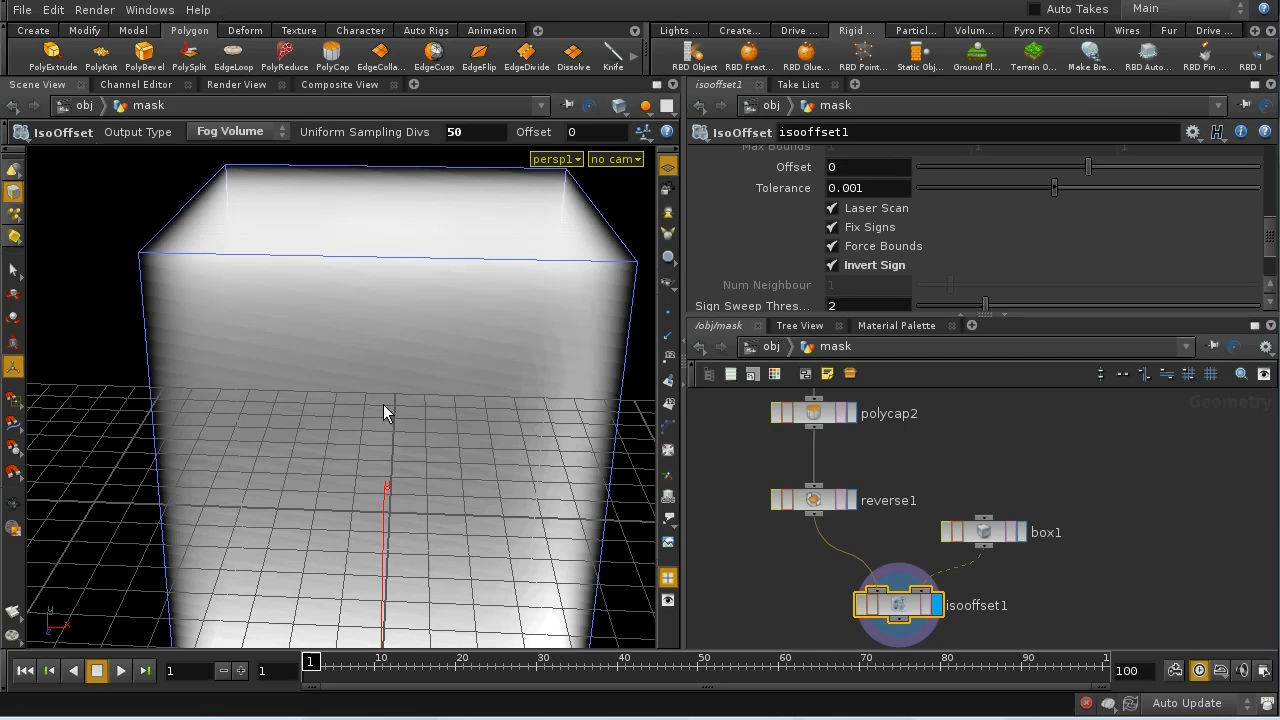 File Edit Render Windows Help Auto Takes Main
Create Modify Model Polygon Deform Texture Character Auto Rigs Animation Lights ... Create... Drive ... Rigid ... Particl... Volum... Pyro FX Cloth Wires Fur Drive ...
PolyExtrude PolyKnit PolyBevel PolySplit EdgeLoop PolyReduce PolyCap EdgeColla... EdgeCusp EdgeFlip EdgeDivide Dissolve Knife RBD Object RBD Fract... RBD Glue... RBD Point... Static Obj... Ground Pl... Terrain O... Make Bre... RBD Auto... RBD Pin ... RBD
Scene View Channel Editor Render View Composite View isooffset1 Take List
obj mask obj mask
IsoOffset Output Type Fog Volume Uniform Sampling Divs 50 Offset 0 IsoOffset isooffset1
Max Bounds 1 1 1
persp1 no cam
Offset 0
Tolerance 0.001
Laser Scan
Fix Signs
Force Bounds
Invert Sign
Num Neighbour 1
Sign Sweep Thres... 2
/obj/mask Tree View Material Palette
obj mask
Geometry
polycap2
reverse1
box1
isooffset1
y x z
1 1 1 10 20 30 40 50 60 70 80 90 1 100
Auto Update